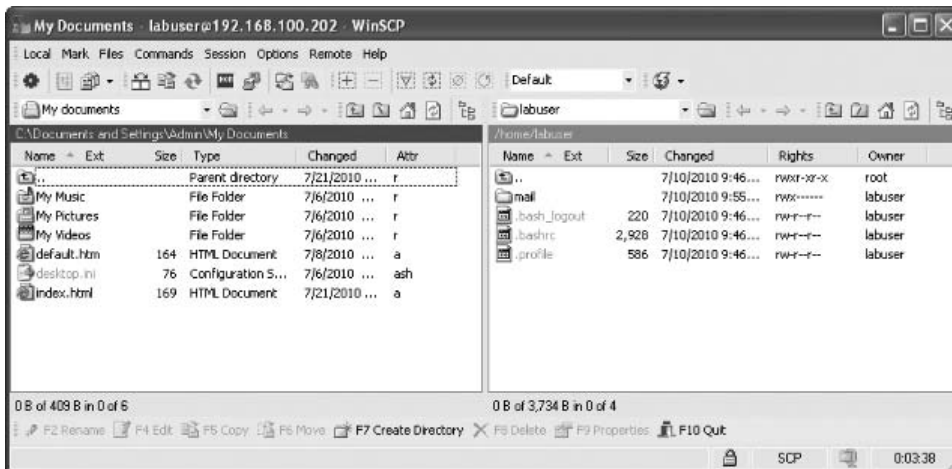 My Documents - labuser@192.168.100.202 - WinSCP
Local Mark Files Commands Session Options Remote Help
Default
My documents
labuser
C:\Documents and Settings\Admin\My Documents
/home/labuser
Name Ext Size Type Changed Attr
Name Ext Size Changed Rights Owner
.. Parent directory 7/21/2010 ... r
.. 7/10/2010 9:46... rwxr-xr-x root
My Music File Folder 7/6/2010 ... r
mail 7/10/2010 9:55... rwx------ labuser
My Pictures File Folder 7/6/2010 ... r
.bash_logout 220 7/10/2010 9:46... rw-r--r-- labuser
My Videos File Folder 7/6/2010 ... r
.bashrc 2,928 7/10/2010 9:46... rw-r--r-- labuser
default.htm 164 HTML Document 7/8/2010 ... a
.profile 586 7/10/2010 9:46... rw-r--r-- labuser
desktop.ini 76 Configuration S... 7/6/2010 ... ash
index.html 169 HTML Document 7/21/2010 ... a
0 B of 409 B in 0 of 6
0 B of 3,734 B in 0 of 4
F2 Rename F4 Edit F5 Copy F6 Move F7 Create Directory F8 Delete F9 Properties F10 Quit
SCP 0:03:38